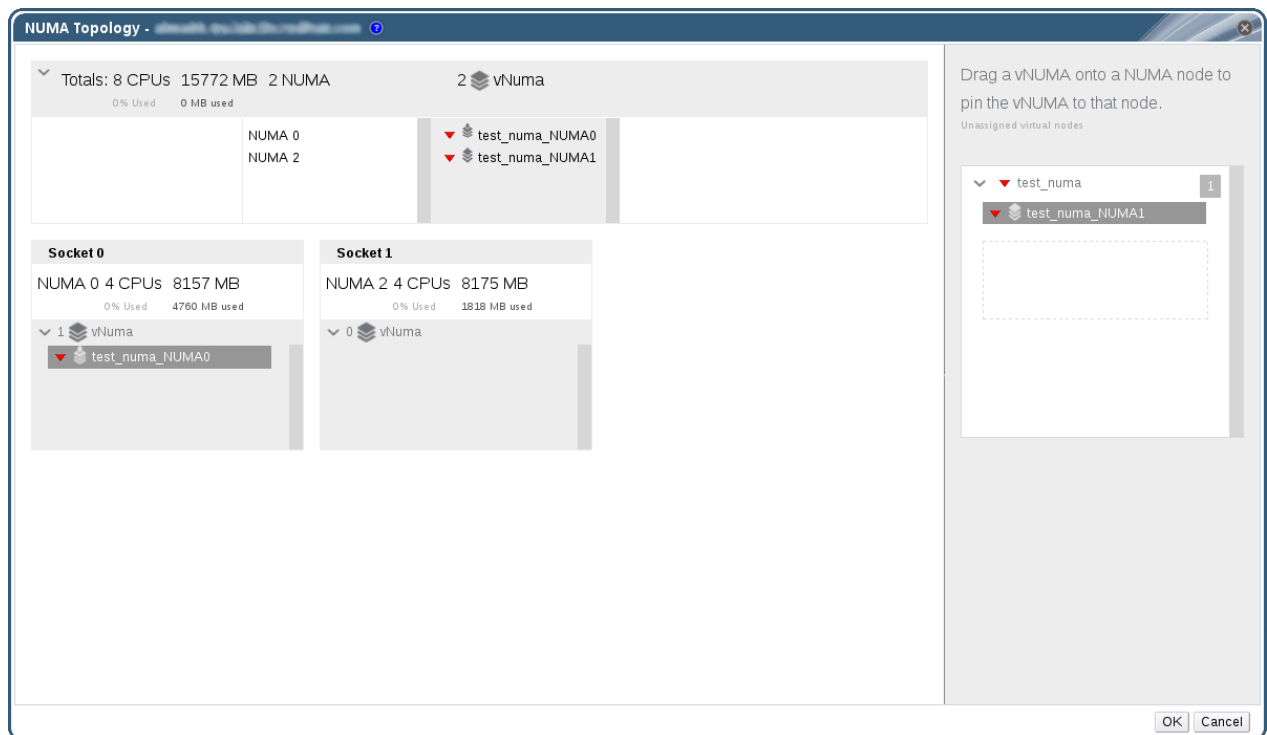 NUMA Topology -
Totals: 8 CPUs 15772 MB 2 NUMA 2 vNuma
0% Used 0 MB used
NUMA 0 test_numa_NUMA0
NUMA 2 test_numa_NUMA1
Socket 0
NUMA 0 4 CPUs 8157 MB
0% Used 4760 MB used
1 vNuma
test_numa_NUMA0
Socket 1
NUMA 2 4 CPUs 8175 MB
0% Used 1818 MB used
0 vNuma
Drag a vNUMA onto a NUMA node to
pin the vNUMA to that node.
Unassigned virtual nodes
test_numa 1
test_numa_NUMA1
OK Cancel